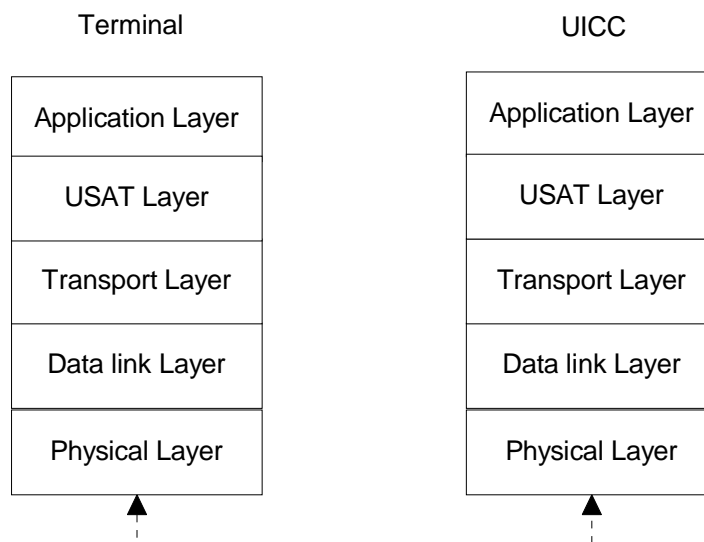 Terminal
UICC
Application Layer
Application Layer
USAT Layer
USAT Layer
Transport Layer
Transport Layer
Data link Layer
Data link Layer
Physical Layer
Physical Layer